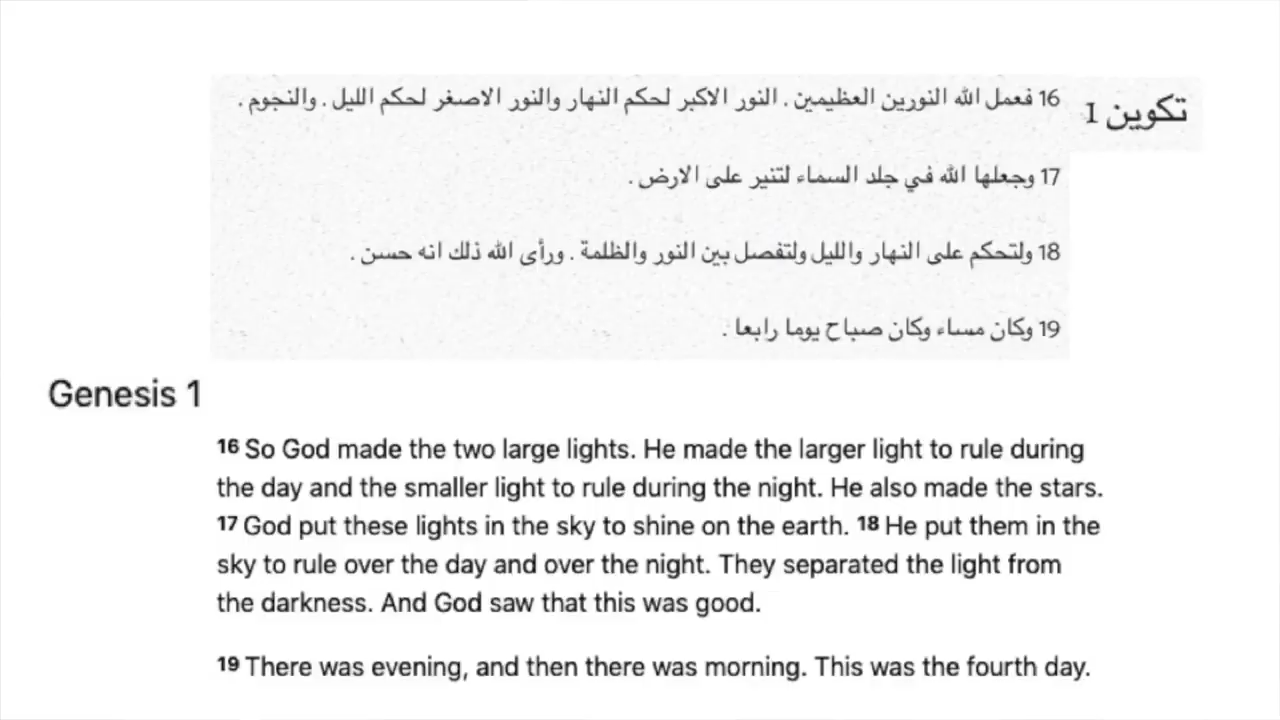 تكوين 1
16 فعمل الله النورين العظيمين . النور الاكبر لحكم النهار والنور الاصغر لحكم الليل . والنجوم .
17 وجعلها الله في جلد السماء لتنير على الارض .
18 ولتحكم على النهار والليل ولتفصل بين النور والظلمة . ورأى الله ذلك انه حسن .
19 وكان مساء وكان صباح يوما رابعا .
Genesis 1
16 So God made the two large lights. He made the larger light to rule during
the day and the smaller light to rule during the night. He also made the stars.
17 God put these lights in the sky to shine on the earth. 18 He put them in the
sky to rule over the day and over the night. They separated the light from
the darkness. And God saw that this was good.
19 There was evening, and then there was morning. This was the fourth day.